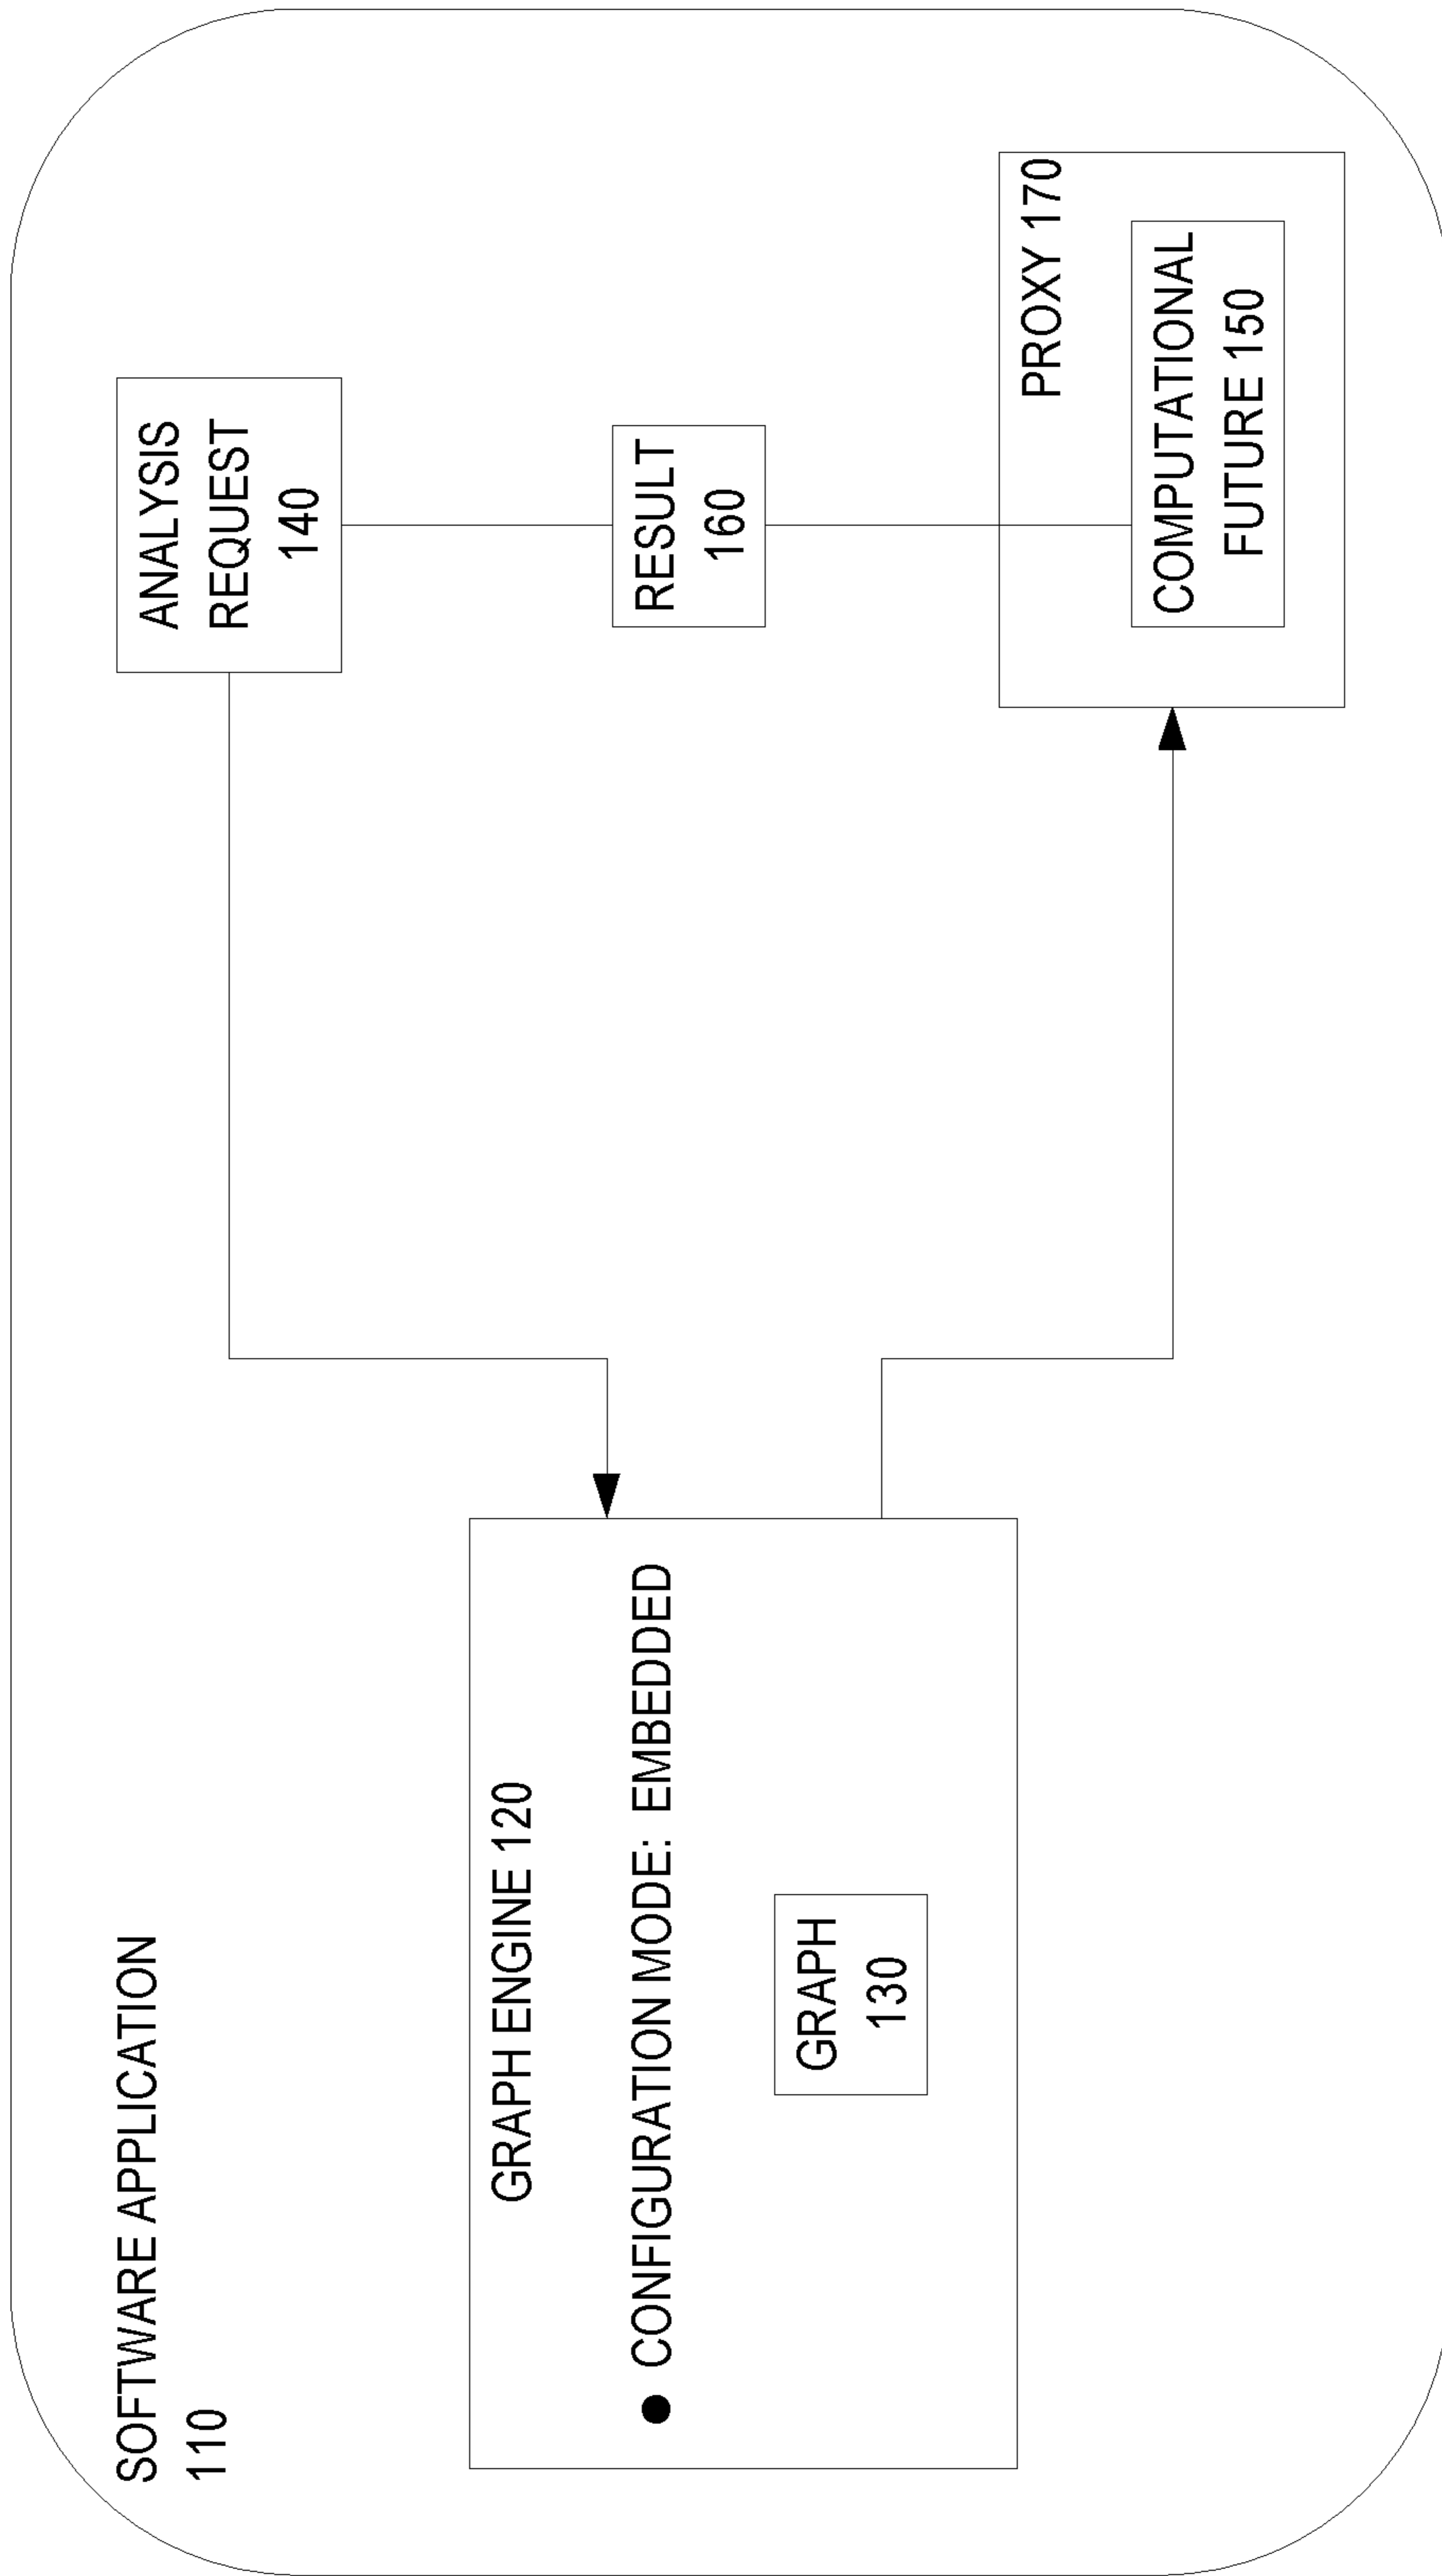 SOFTWARE APPLICATION
110
GRAPH ENGINE 120
● CONFIGURATION MODE: EMBEDDED
GRAPH
130
ANALYSIS
REQUEST
140
RESULT
160
PROXY 170
COMPUTATIONAL
FUTURE 150